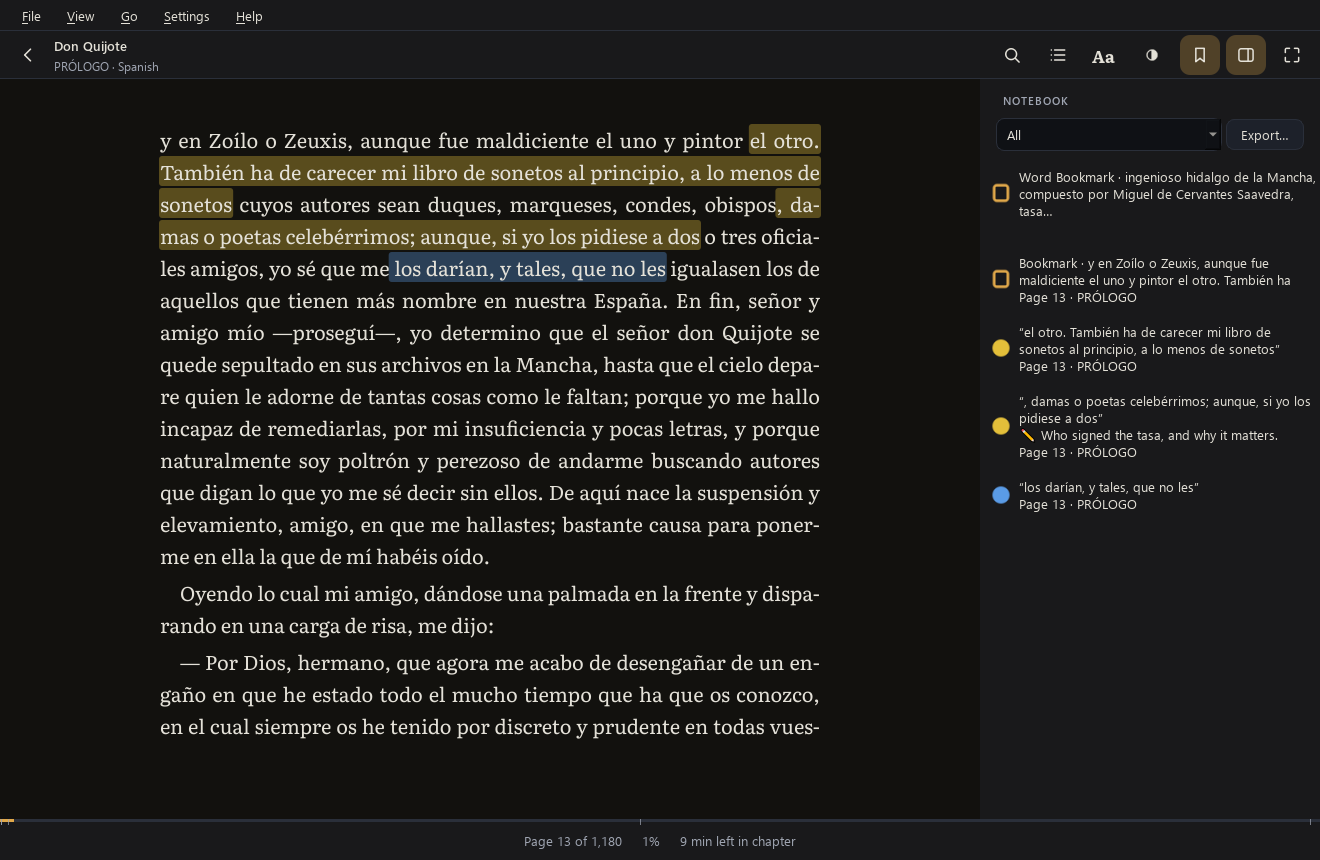 File View Go Settings Help
Don Quijote
PRÓLOGO · Spanish
Aa
y en Zoílo o Zeuxis, aunque fue maldiciente el uno y pintor el otro.
También ha de carecer mi libro de sonetos al principio, a lo menos de
sonetos cuyos autores sean duques, marqueses, condes, obispos, da-
mas o poetas celebérrimos; aunque, si yo los pidiese a dos o tres oficia-
les amigos, yo sé que me los darían, y tales, que no les igualasen los de
aquellos que tienen más nombre en nuestra España. En fin, señor y
amigo mío —proseguí—, yo determino que el señor don Quijote se
quede sepultado en sus archivos en la Mancha, hasta que el cielo depa-
re quien le adorne de tantas cosas como le faltan; porque yo me hallo
incapaz de remediarlas, por mi insuficiencia y pocas letras, y porque
naturalmente soy poltrón y perezoso de andarme buscando autores
que digan lo que yo me sé decir sin ellos. De aquí nace la suspensión y
elevamiento, amigo, en que me hallastes; bastante causa para poner-
me en ella la que de mí habéis oído.
Oyendo lo cual mi amigo, dándose una palmada en la frente y dispa-
rando en una carga de risa, me dijo:
— Por Dios, hermano, que agora me acabo de desengañar de un en-
gaño en que he estado todo el mucho tiempo que ha que os conozco,
en el cual siempre os he tenido por discreto y prudente en todas vues-
NOTEBOOK
All
Export...
Word Bookmark · ingenioso hidalgo de la Mancha,
compuesto por Miguel de Cervantes Saavedra,
tasa…
Bookmark · y en Zoílo o Zeuxis, aunque fue
maldiciente el uno y pintor el otro. También ha
Page 13 · PRÓLOGO
“el otro. También ha de carecer mi libro de
sonetos al principio, a lo menos de sonetos”
Page 13 · PRÓLOGO
“, damas o poetas celebérrimos; aunque, si yo los
pidiese a dos”
Who signed the tasa, and why it matters.
Page 13 · PRÓLOGO
“los darían, y tales, que no les”
Page 13 · PRÓLOGO
Page 13 of 1,180 1% 9 min left in chapter